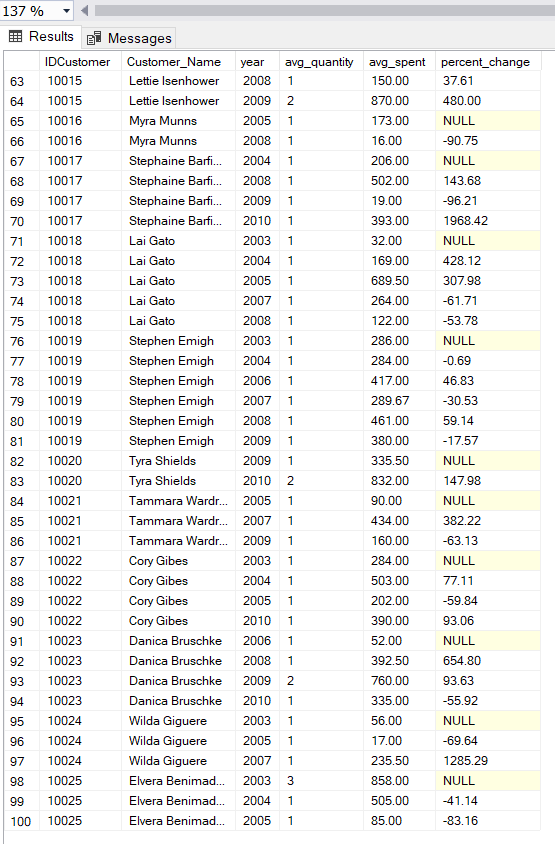 137 %
Results Messages
IDCustomer Customer_Name year avg_quantity avg_spent percent_change
63 10015 Lettie Isenhower 2008 1 150.00 37.61
64 10015 Lettie Isenhower 2009 2 870.00 480.00
65 10016 Myra Munns 2005 1 173.00 NULL
66 10016 Myra Munns 2008 1 16.00 -90.75
67 10017 Stephaine Barfi... 2004 1 206.00 NULL
68 10017 Stephaine Barfi... 2008 1 502.00 143.68
69 10017 Stephaine Barfi... 2009 1 19.00 -96.21
70 10017 Stephaine Barfi... 2010 1 393.00 1968.42
71 10018 Lai Gato 2003 1 32.00 NULL
72 10018 Lai Gato 2004 1 169.00 428.12
73 10018 Lai Gato 2005 1 689.50 307.98
74 10018 Lai Gato 2007 1 264.00 -61.71
75 10018 Lai Gato 2008 1 122.00 -53.78
76 10019 Stephen Emigh 2003 1 286.00 NULL
77 10019 Stephen Emigh 2004 1 284.00 -0.69
78 10019 Stephen Emigh 2006 1 417.00 46.83
79 10019 Stephen Emigh 2007 1 289.67 -30.53
80 10019 Stephen Emigh 2008 1 461.00 59.14
81 10019 Stephen Emigh 2009 1 380.00 -17.57
82 10020 Tyra Shields 2009 1 335.50 NULL
83 10020 Tyra Shields 2010 2 832.00 147.98
84 10021 Tammara Wardr... 2005 1 90.00 NULL
85 10021 Tammara Wardr... 2007 1 434.00 382.22
86 10021 Tammara Wardr... 2009 1 160.00 -63.13
87 10022 Cory Gibes 2003 1 284.00 NULL
88 10022 Cory Gibes 2004 1 503.00 77.11
89 10022 Cory Gibes 2005 1 202.00 -59.84
90 10022 Cory Gibes 2010 1 390.00 93.06
91 10023 Danica Bruschke 2006 1 52.00 NULL
92 10023 Danica Bruschke 2008 1 392.50 654.80
93 10023 Danica Bruschke 2009 2 760.00 93.63
94 10023 Danica Bruschke 2010 1 335.00 -55.92
95 10024 Wilda Giguere 2003 1 56.00 NULL
96 10024 Wilda Giguere 2005 1 17.00 -69.64
97 10024 Wilda Giguere 2007 1 235.50 1285.29
98 10025 Elvera Benimad... 2003 3 858.00 NULL
99 10025 Elvera Benimad... 2004 1 505.00 -41.14
100 10025 Elvera Benimad... 2005 1 85.00 -83.16